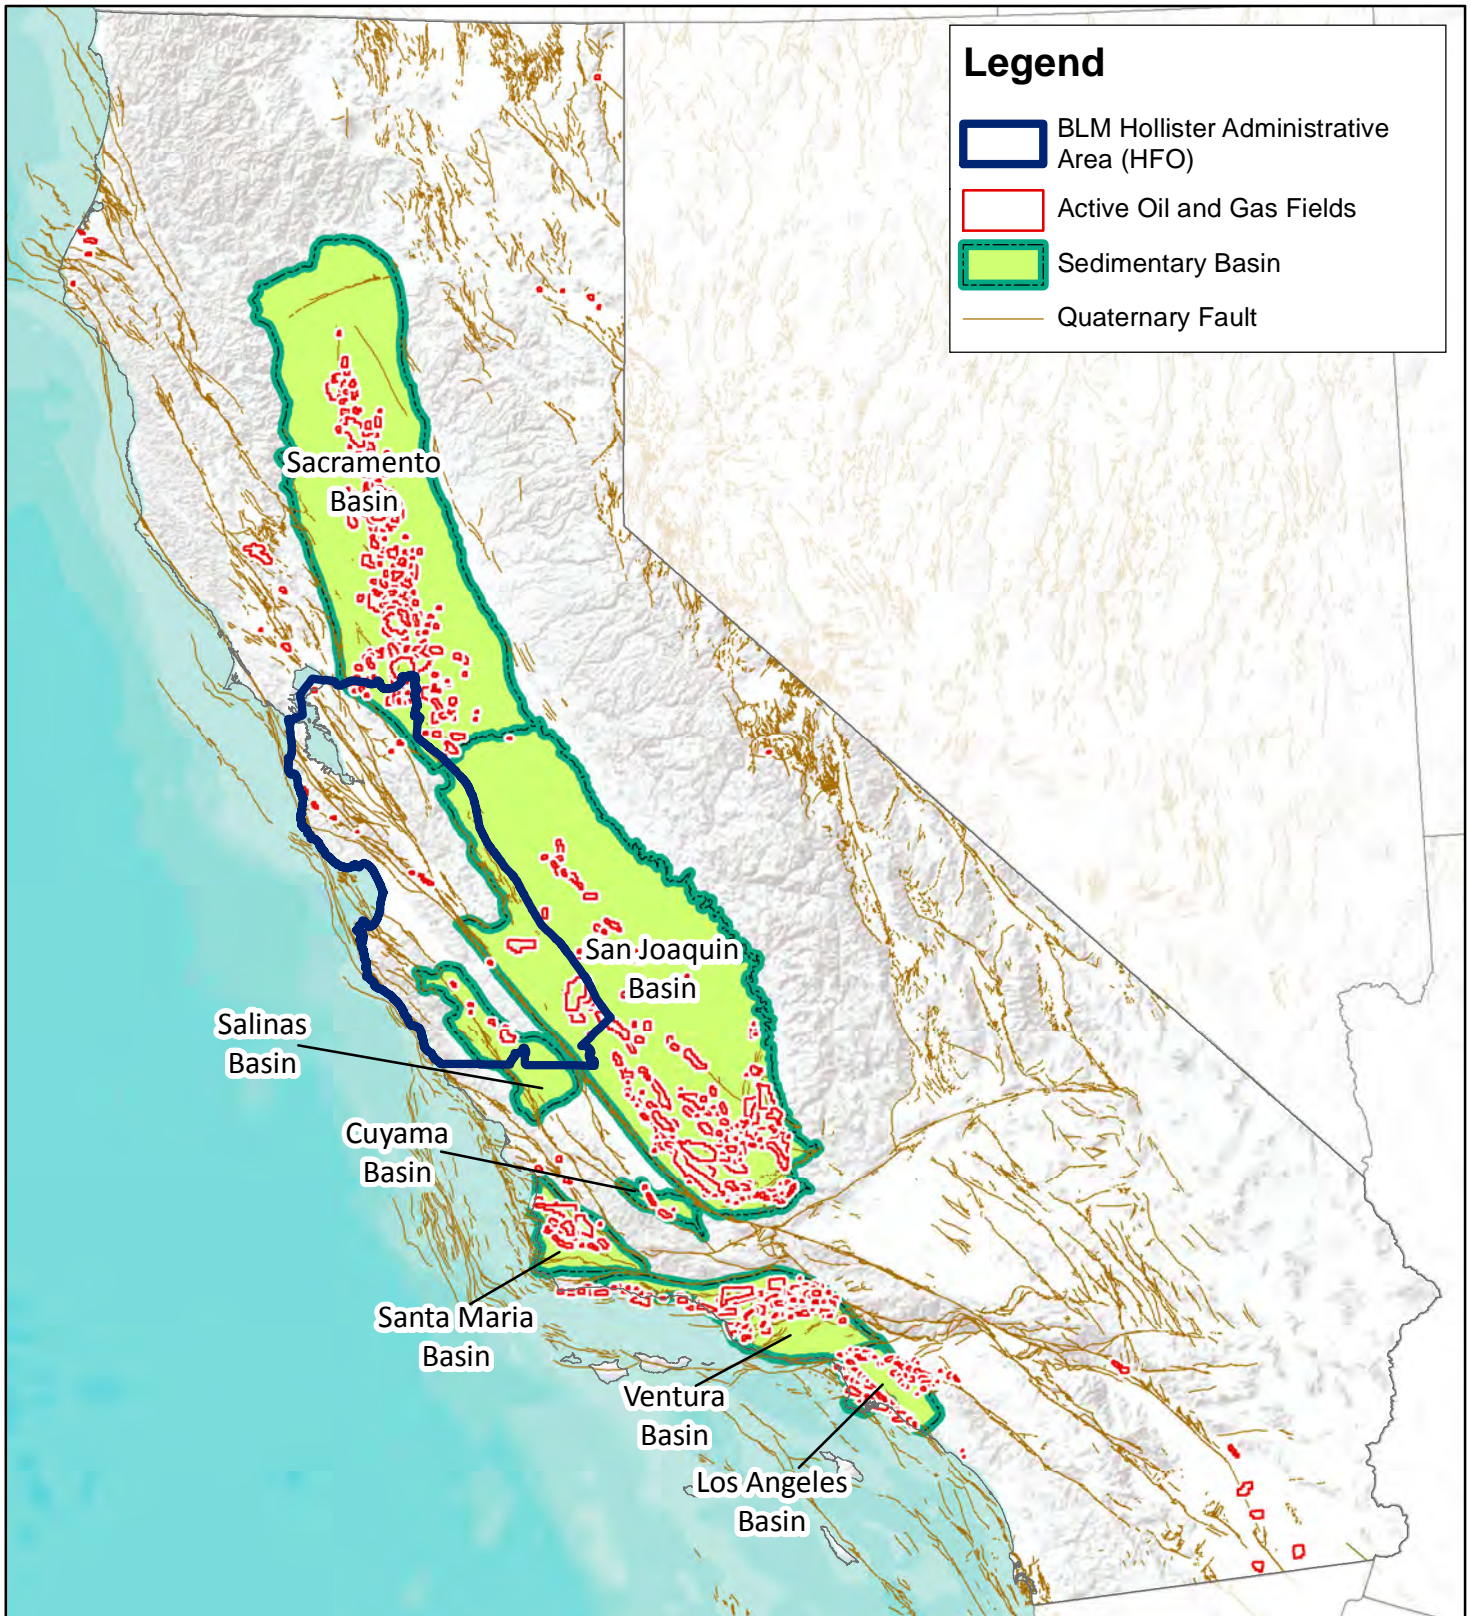 Legend
BLM Hollister Administrative
Area (HFO)
Active Oil and Gas Fields
Sedimentary Basin
Quaternary Fault
Sacramento
Basin
San Joaquin
Basin
Salinas
Basin
Cuyama
Basin
Santa Maria
Basin
Ventura
Basin
Los Angeles
Basin